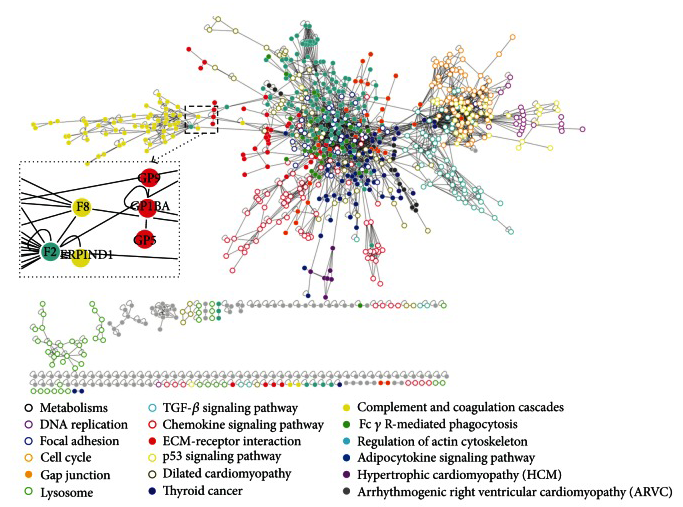 GP9
F8
GP1BA
GP5
F2
ERPIND1
Metabolisms
DNA replication
Focal adhesion
Cell cycle
Gap junction
Lysosome
TGF-β signaling pathway
Chemokine signaling pathway
ECM-receptor interaction
p53 signaling pathway
Dilated cardiomyopathy
Thyroid cancer
Complement and coagulation cascades
Fc γ R-mediated phagocytosis
Regulation of actin cytoskeleton
Adipocytokine signaling pathway
Hypertrophic cardiomyopathy (HCM)
Arrhythmogenic right ventricular cardiomyopathy (ARVC)